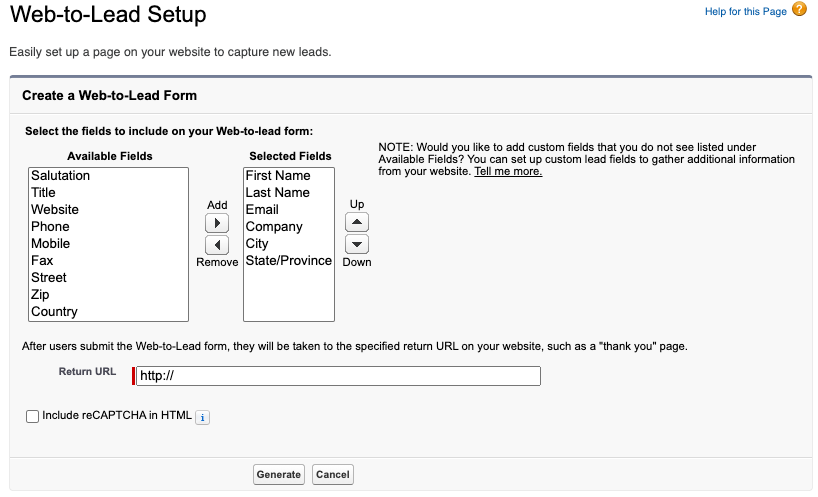 Web-to-Lead Setup
Help for this Page ?
Easily set up a page on your website to capture new leads.
Create a Web-to-Lead Form
Select the fields to include on your Web-to-lead form:
Available Fields
Salutation
Title
Website
Phone
Mobile
Fax
Street
Zip
Country
Add
Remove
Selected Fields
First Name
Last Name
Email
Company
City
State/Province
Up
Down
NOTE: Would you like to add custom fields that you do not see listed under
Available Fields? You can set up custom lead fields to gather additional information
from your website. Tell me more.
After users submit the Web-to-Lead form, they will be taken to the specified return URL on your website, such as a "thank you" page.
Return URL http://
Include reCAPTCHA in HTML i
Generate Cancel